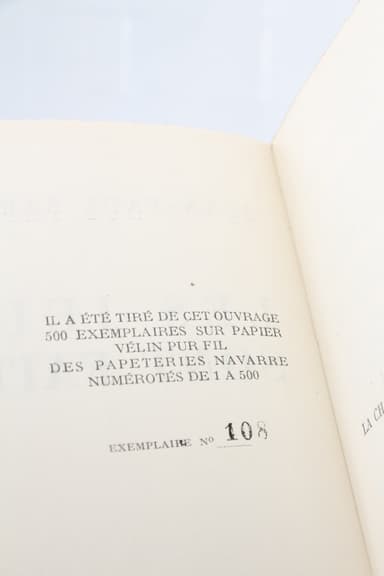 IL A ÉTÉ TIRÉ DE CET OUVRAGE
500 EXEMPLAIRES SUR PAPIER
VÉLIN PUR FIL
DES PAPETERIES NAVARRE
NUMÉROTÉS DE 1 A 500
EXEMPLAIRE Nº 108
LA